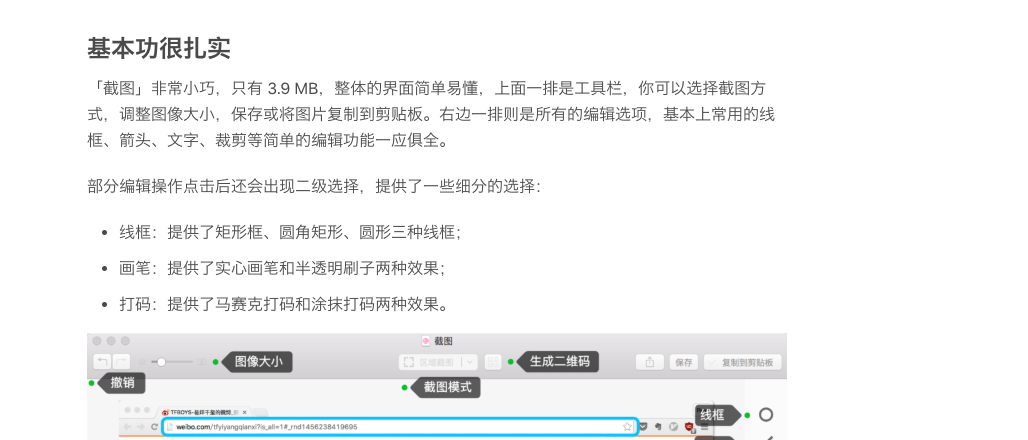 基本功很扎实
「截图」非常小巧，只有 3.9 MB，整体的界面简单易懂，上面一排是工具栏，你可以选择截图方
式，调整图像大小，保存或将图片复制到剪贴板。右边一排则是所有的编辑选项，基本上常用的线
框、箭头、文字、裁剪等简单的编辑功能一应俱全。
部分编辑操作点击后还会出现二级选择，提供了一些细分的选择：
• 线框：提供了矩形框、圆角矩形、圆形三种线框；
• 画笔：提供了实心画笔和半透明刷子两种效果；
• 打码：提供了马赛克打码和涂抹打码两种效果。
截图
图像大小
区域截图
生成二维码
保存
复制到剪贴板
撤销
截图模式
线框
weibo.com/tfyiyangqianxi?is_all=1#_rnd1456238419695